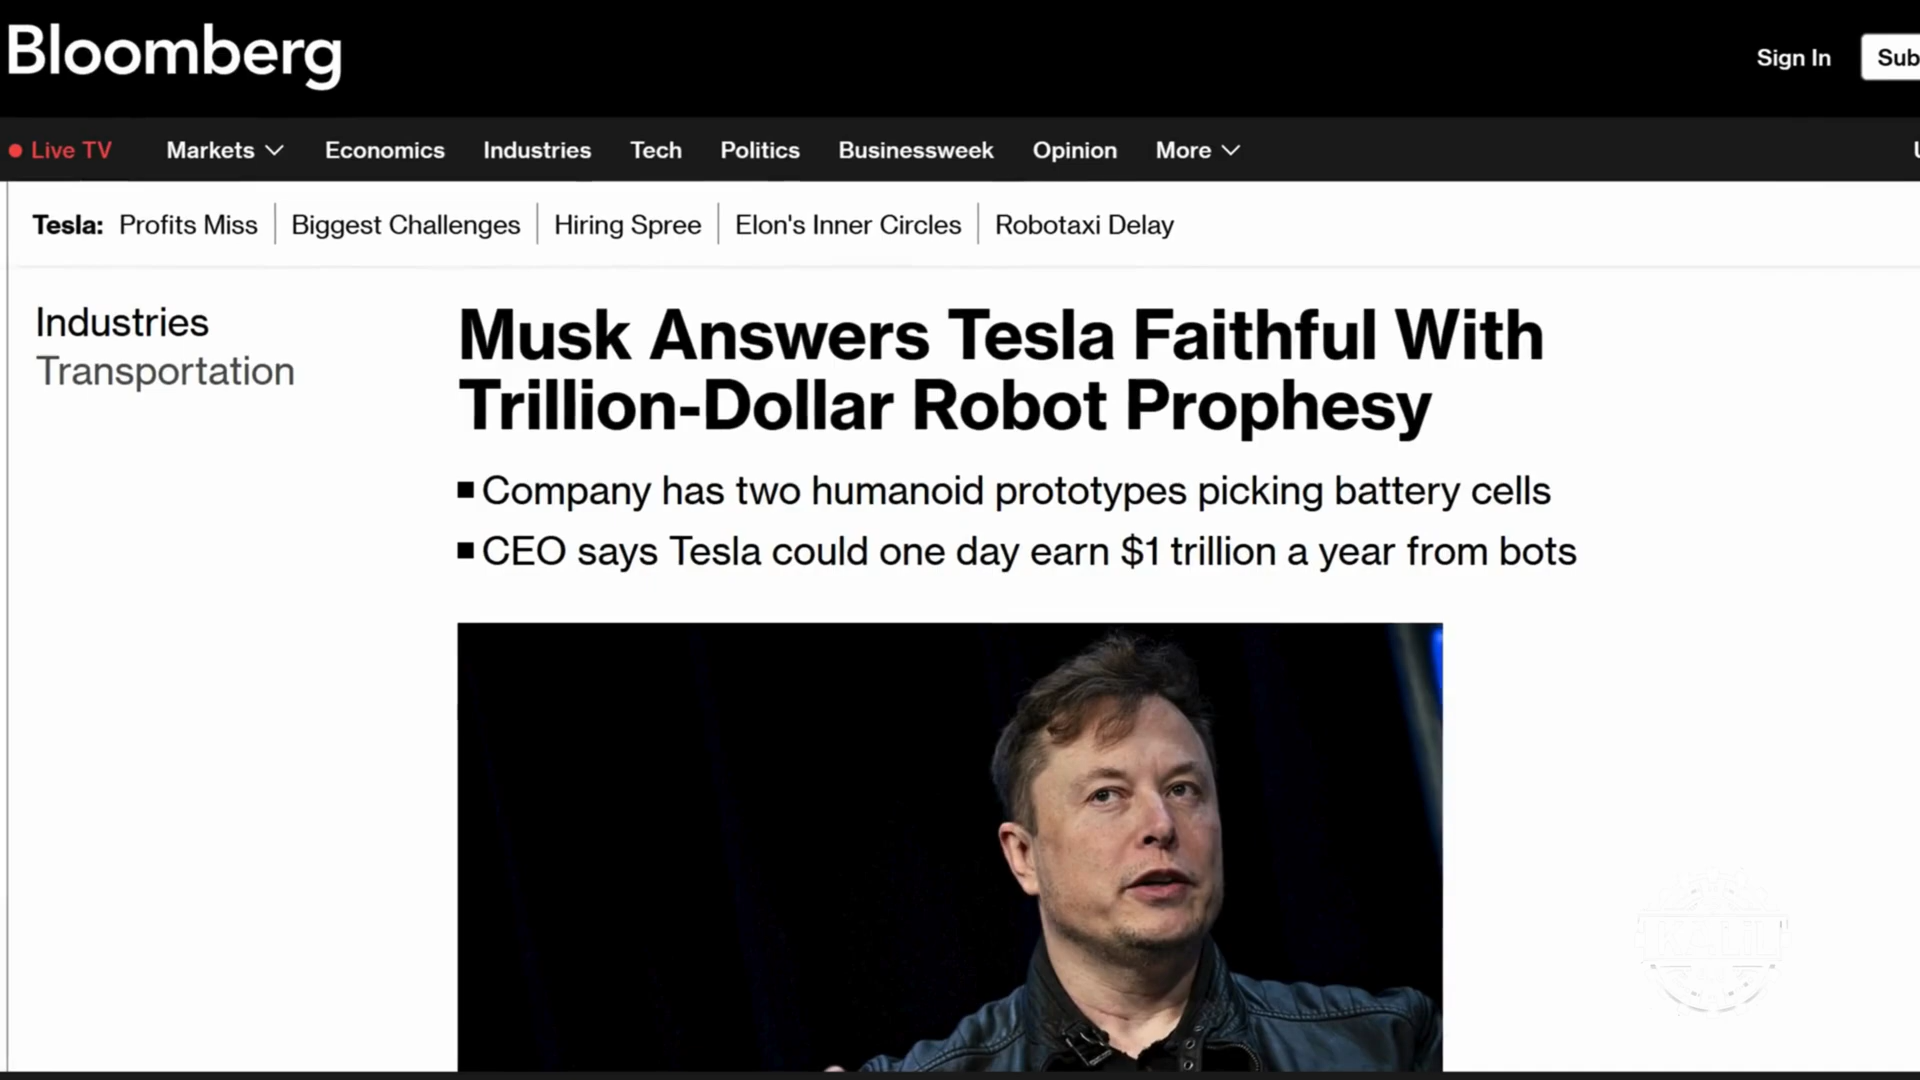 Bloomberg
Sign In
Sub
Live TV
Markets
Economics
Industries
Tech
Politics
Businessweek
Opinion
More
Tesla: Profits Miss
Biggest Challenges
Hiring Spree
Elon's Inner Circles
Robotaxi Delay
Industries
Transportation
Musk Answers Tesla Faithful With
Trillion-Dollar Robot Prophesy
Company has two humanoid prototypes picking battery cells
CEO says Tesla could one day earn $1 trillion a year from bots